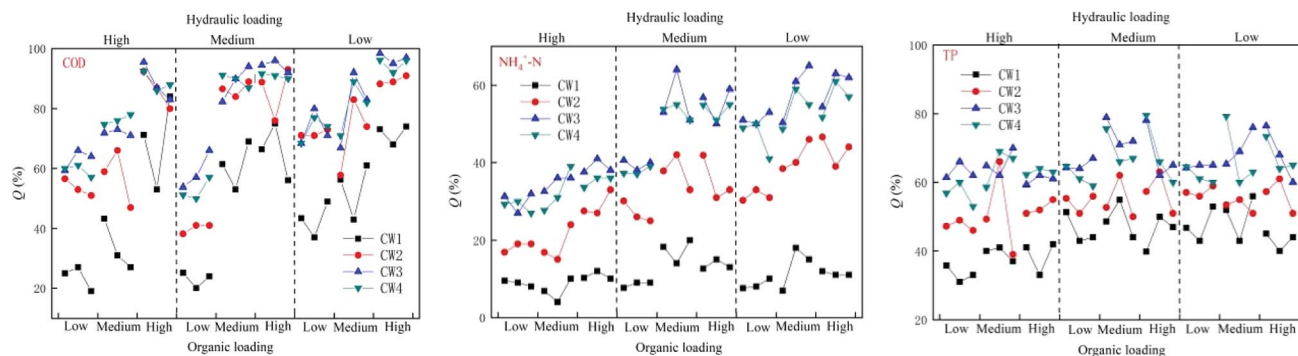 Hydraulic loading
High Medium Low
COD
Q (%)
100
80
60
40
20
CW1
CW2
CW3
CW4
Low Medium High Low Medium High Low Medium High
Organic loading
Hydraulic loading
High Medium Low
NH₄⁺-N
Q (%)
60
40
20
0
CW1
CW2
CW3
CW4
Low Medium High Low Medium High Low Medium High
Organic loading
Hydraulic loading
High Medium Low
TP
Q (%)
100
80
60
40
20
CW1
CW2
CW3
CW4
Low Medium High Low Medium High Low Medium High
Organic loading